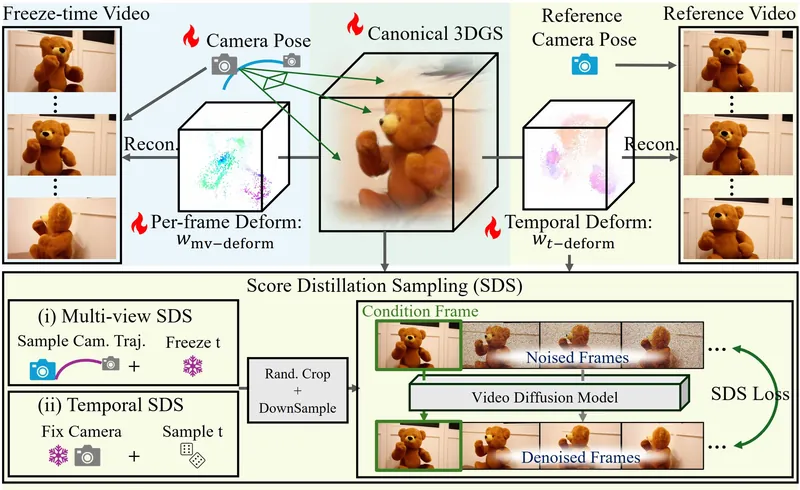 Freeze-time Video
Camera Pose
Canonical 3DGS
Reference
Camera Pose
Reference Video
Recon.
Recon.
Per-frame Deform:
w_mv−deform
Temporal Deform:
w_t−deform
Score Distillation Sampling (SDS)
(i) Multi-view SDS
Sample Cam. Traj.
Freeze t
+
(ii) Temporal SDS
Fix Camera
Sample t
+
Rand. Crop
+
DownSample
Condition Frame
Noised Frames
...
Video Diffusion Model
SDS Loss
Denoised Frames
...